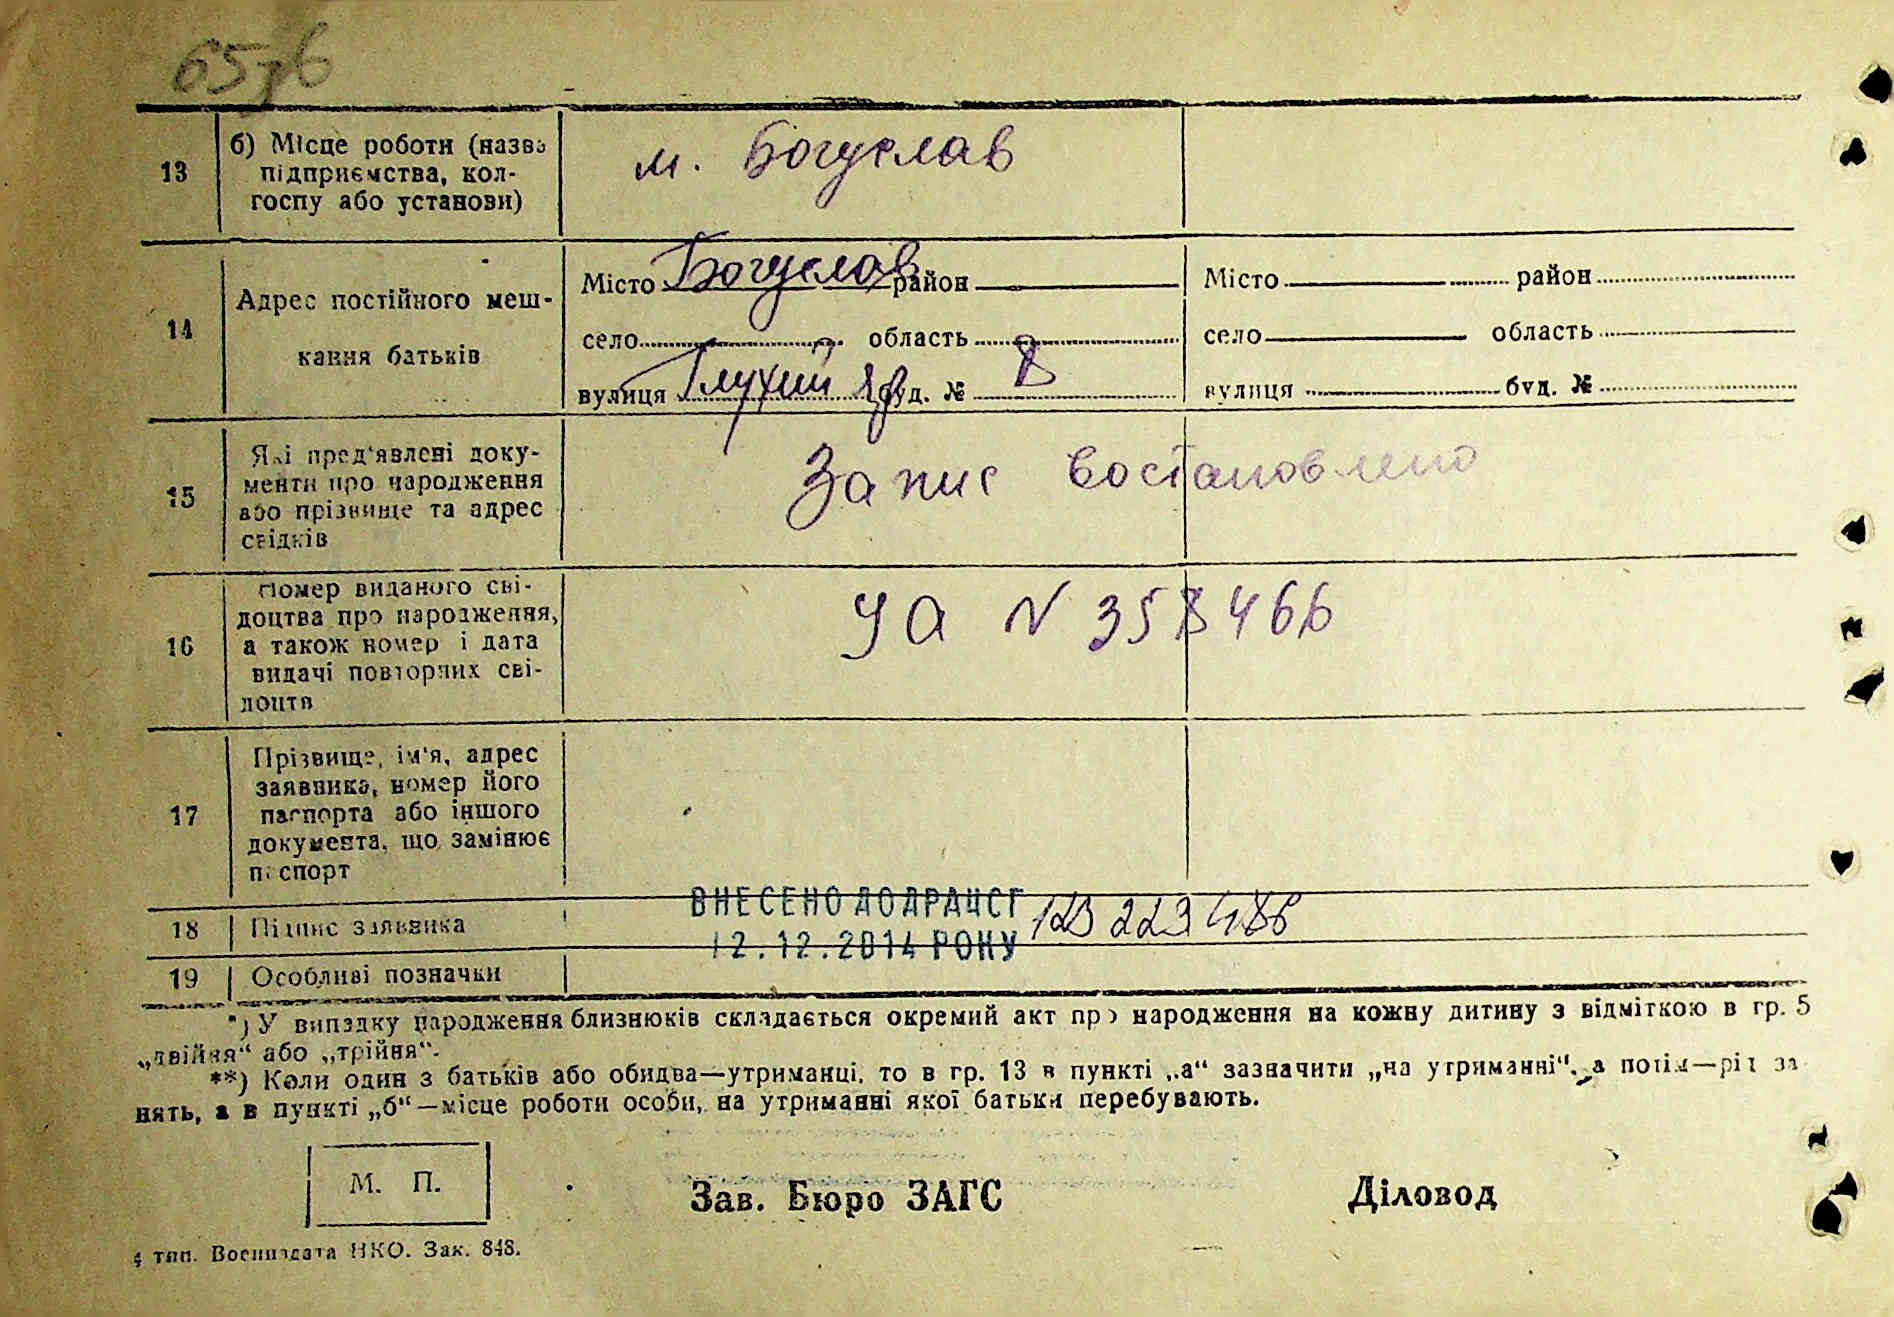 13
б) Місце роботи (назва
підприємства, кол-
госпу або установи)
м. Богуслав
14
Адрес постійного меш-
кання батьків
Місто Богуслав район
село область
вулиця Глухий Яр буд. № 8
Місто район
село область
вулиця буд. №
15
Які пред'явлені доку-
менти про народження
або прізвище та адрес
свідків
Запис востановлено
16
Номер виданого сві-
доцтва про народження,
а також номер і дата
видачі повторних сві-
доцтв
УА N 358466
17
Прізвище, ім'я, адрес
заявника, номер його
паспорта або іншого
документа, що замінює
паспорт
18
Підпис заявника
ВНЕСЕНО ДО ДРАЦСГ
12.12.2014 РОКУ
19
Особливі позначки
*) У випадку народження близнюків складається окремий акт про народження на кожну дитину з відміткою в гр. 5
„двійня“ або „трійня“.
**) Коли один з батьків або обидва—утриманці, то в гр. 13 в пункті „а“ зазначити „на утриманні“, а потім—рід за
нять, а в пункті „б“—місце роботи особи, на утриманні якої батьки перебувають.
М. П.
Зав. Бюро ЗАГС
Діловод
4 тип. Воениздата НКО. Зак. 848.